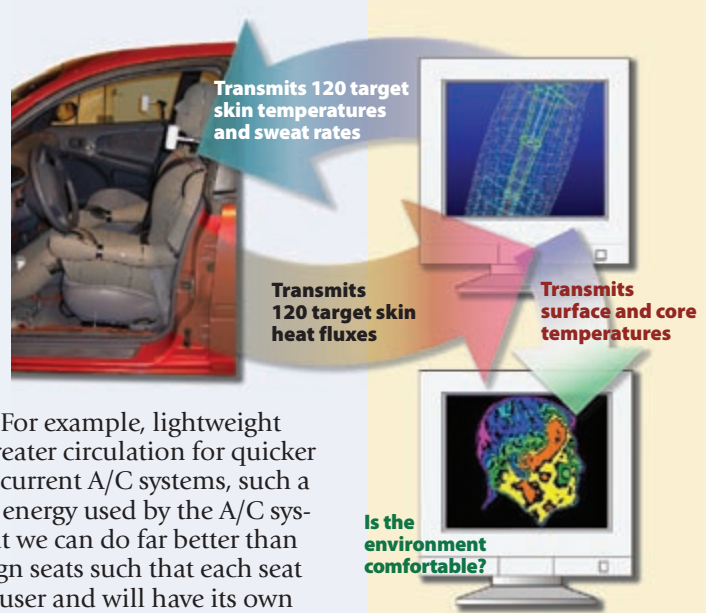 Transmits 120 target
skin temperatures
and sweat rates
Transmits
120 target skin
heat fluxes
Transmits
surface and core
temperatures
For example, lightweight
reater circulation for quicker
current A/C systems, such a
energy used by the A/C sys-
t we can do far better than
gn seats such that each seat
user and will have its own
Is the
environment
comfortable?